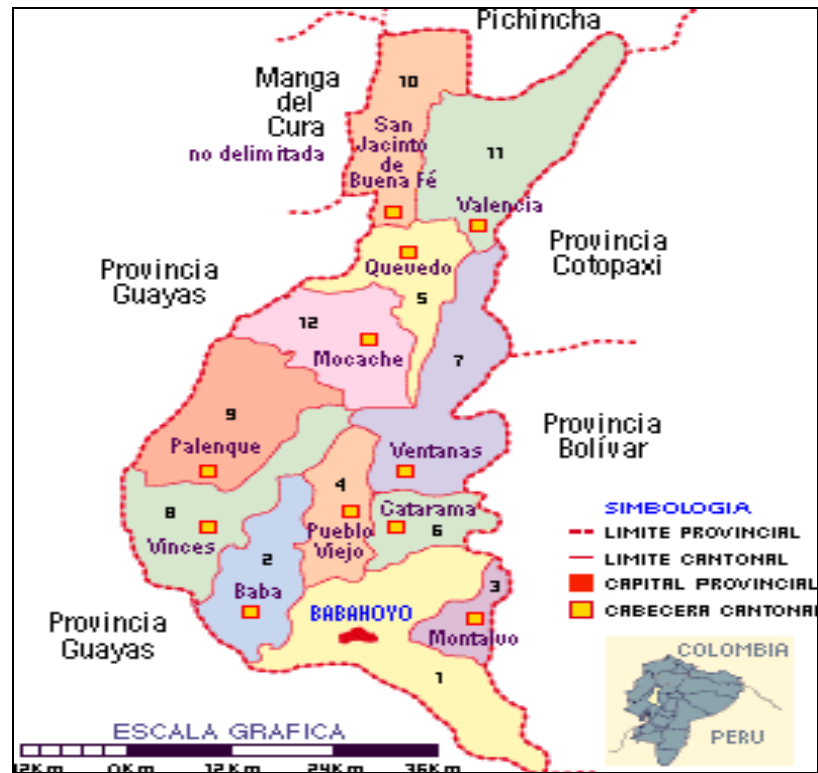 Pichincha
Manga
del
Cura
no delimitada
10
San
Jacinto
de
Buena Fé
11
Valencia
Provincia
Cotopaxi
Provincia
Guayas
Quevedo
5
12
Mocache
7
9
Palenque
Provincia
Bolívar
Ventanas
4
Pueblo
Viejo
Catarama
6
8
Vinces
2
Baba
BABAHOYO
3
Montalvo
1
Provincia
Guayas
SIMBOLOGIA
LIMITE PROVINCIAL
LIMITE CANTONAL
CAPITAL PROVINCIAL
CABECERA CANTONAL
COLOMBIA
PERU
ESCALA GRAFICA
12Km 0Km 12Km 24Km 36Km